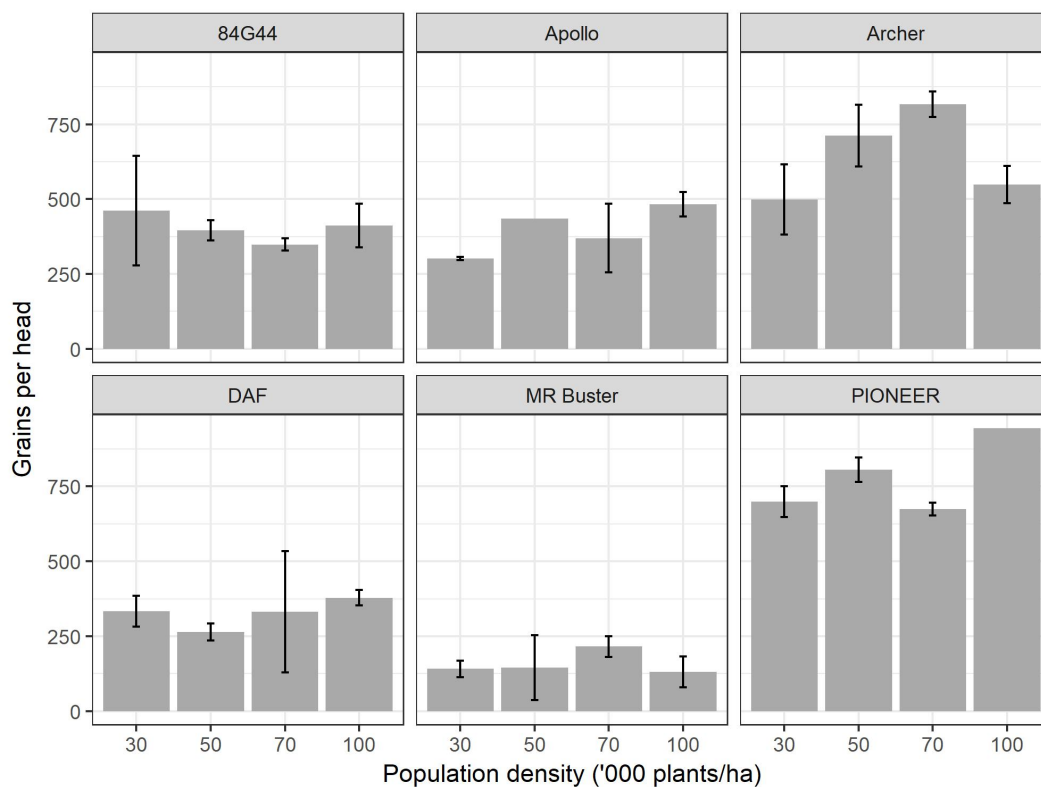 84G44 Apollo Archer
750
500
250
0
DAF MR Buster PIONEER
750
500
250
0
30 50 70 100 30 50 70 100 30 50 70 100
Grains per head
Population density ('000 plants/ha)